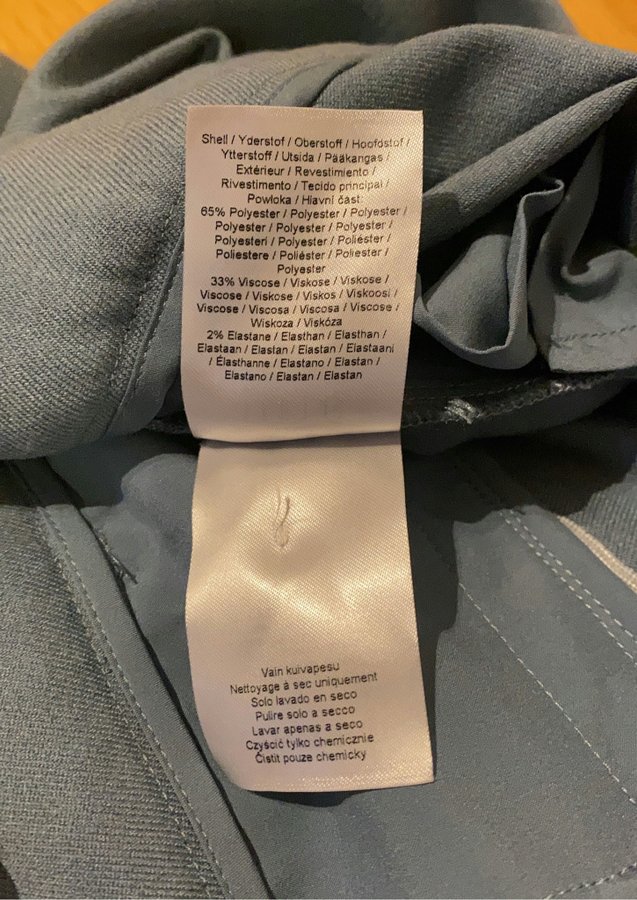 Shell / Yderstof / Oberstoff / Hoofdstof /
Ytterstoff / Utsida / Pääkangas /
Extérieur / Revestimiento /
Rivestimento / Tecido principal /
Powłoka / Hlavní část:
65% Polyester / Polyester / Polyester /
Polyester / Polyester / Polyester /
Polyesteri / Polyester / Poliéster /
Poliestere / Poliéster / Poliester /
Polyester
33% Viscose / Viskose / Viskose /
Viscose / Viskose / Viskos / Viskoosi /
Viscose / Viscosa / Viscosa / Viscose /
Wiskoza / Viskóza
2% Elastane / Elasthan / Elasthan /
Elastaan / Elastan / Elastan / Elastaani
/ Élasthanne / Elastano / Elastan /
Elastano / Elastan / Elastan
Vain kuivapesu
Nettoyage à sec uniquement
Solo lavado en seco
Pulire solo a secco
Lavar apenas a seco
Czyścić tylko chemicznie
Čistit pouze chemicky